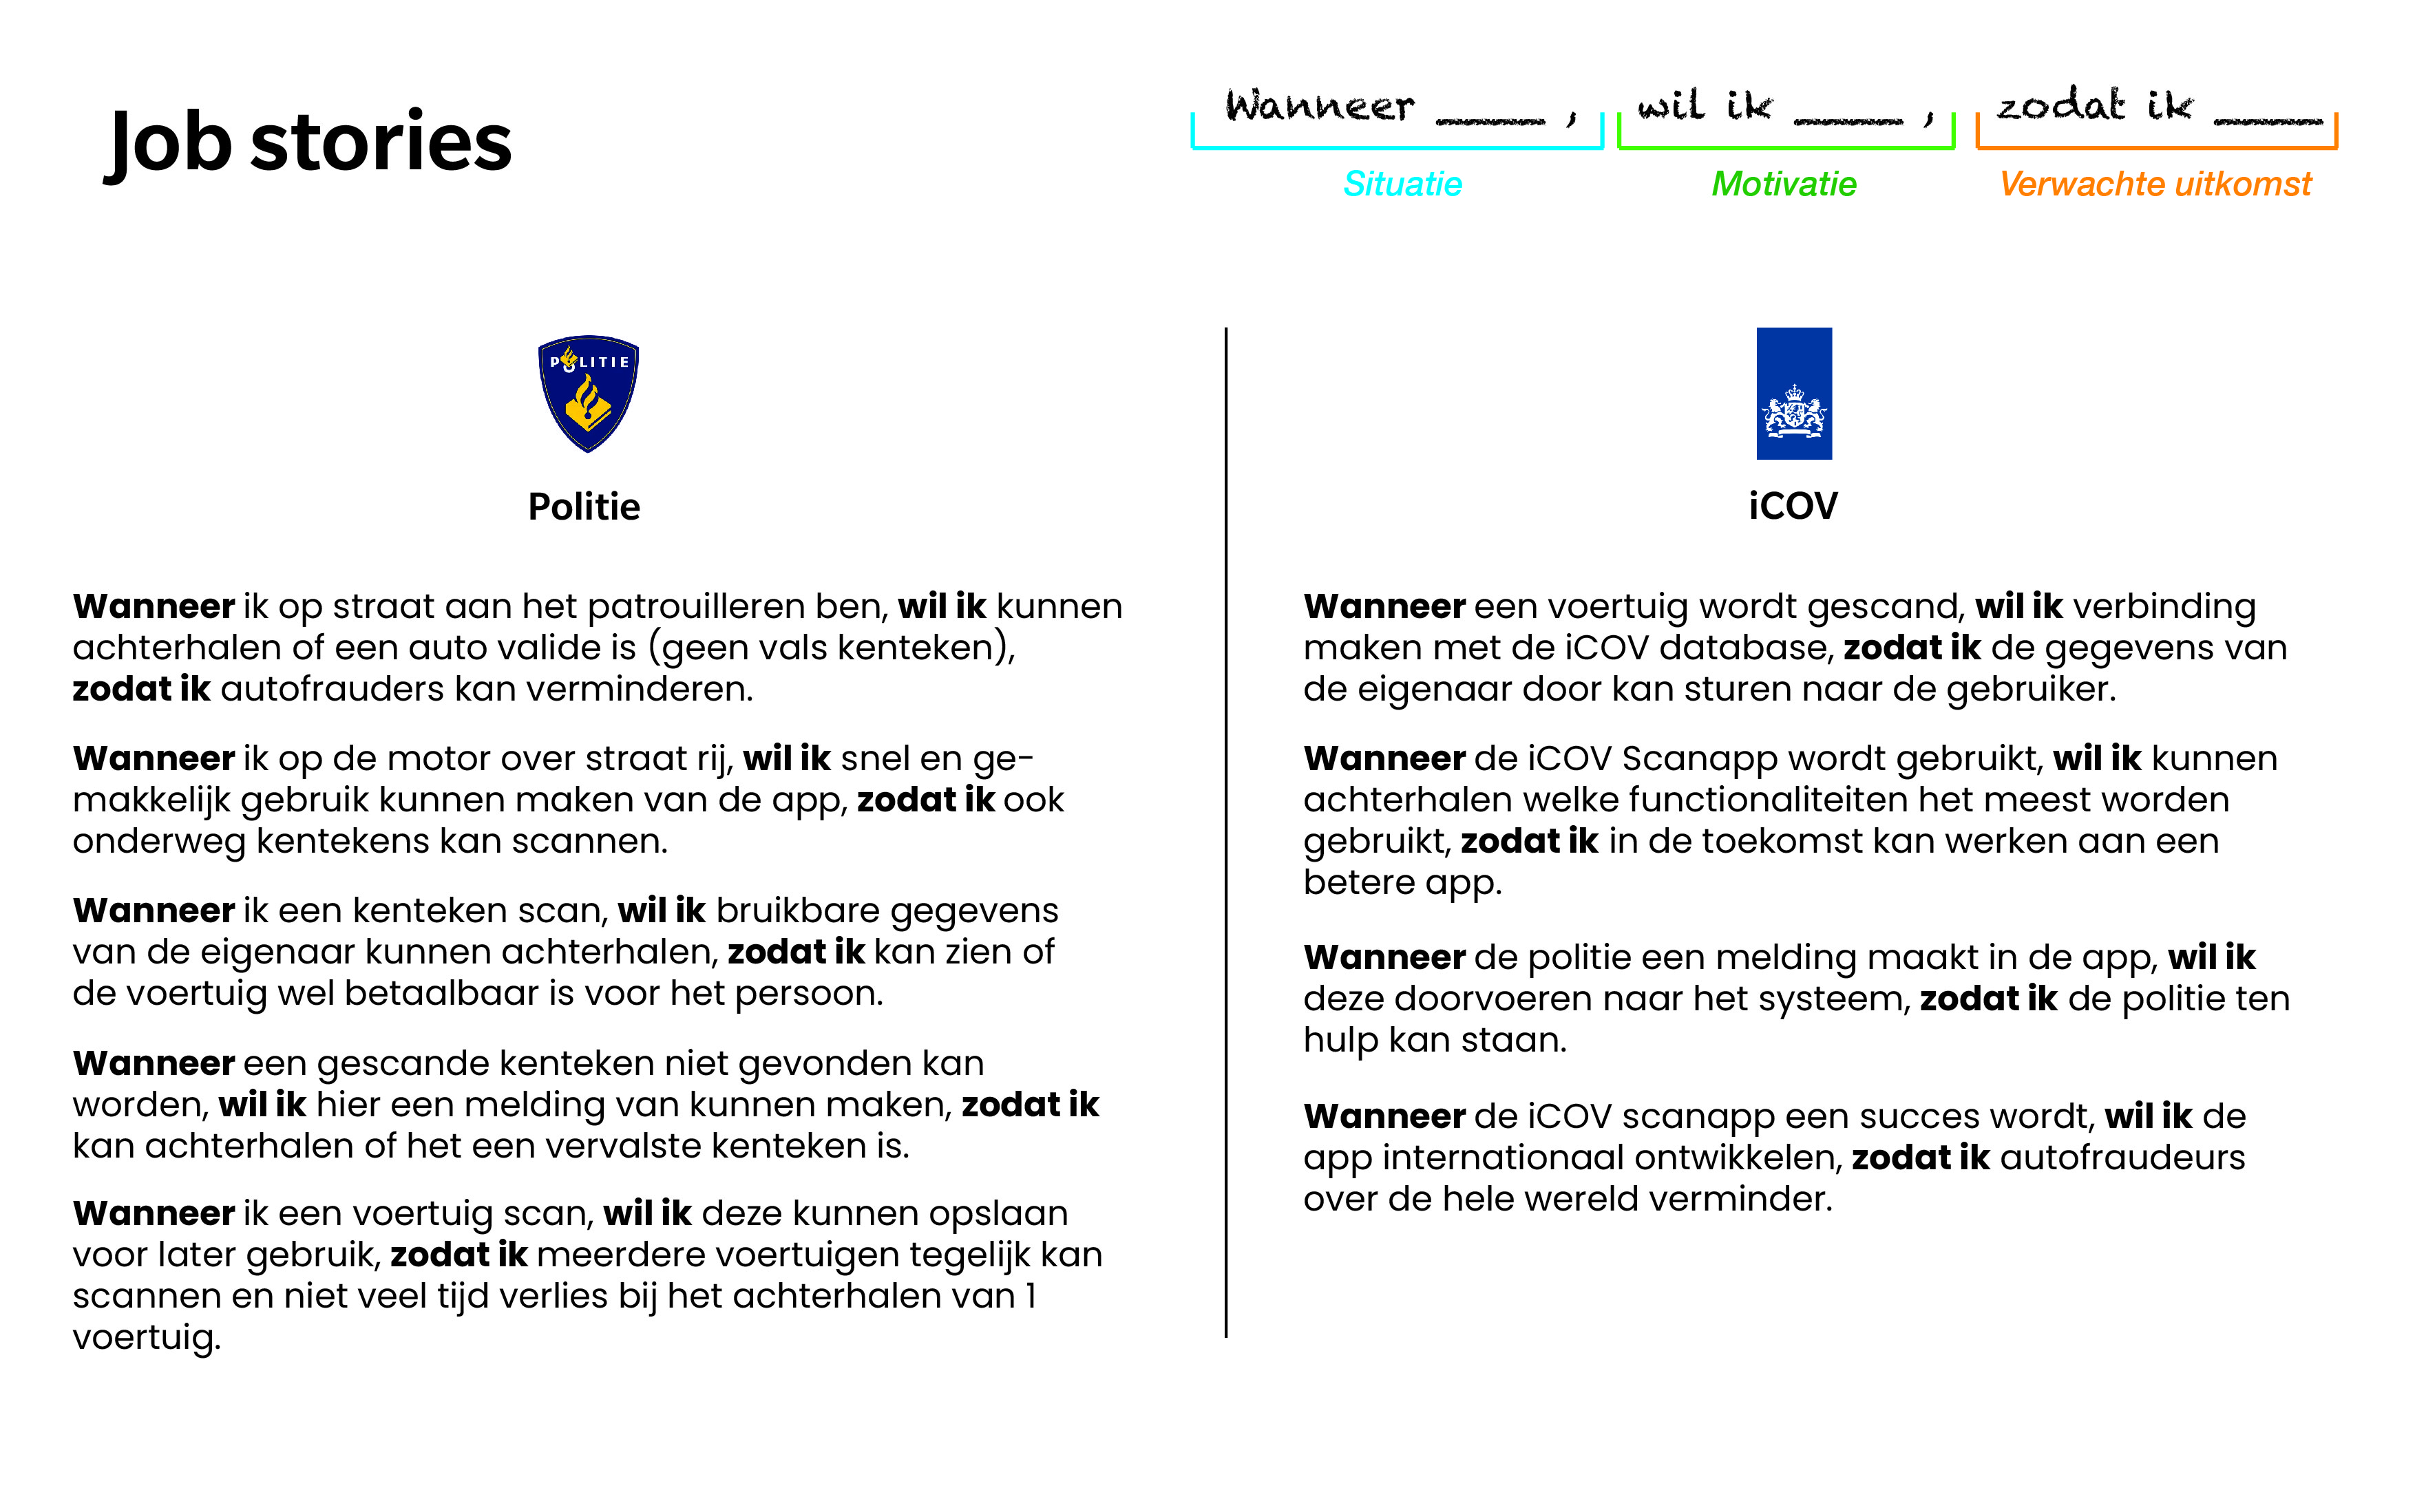 Job stories
Wanneer ____ , wil ik ____ , zodat ik ____
Situatie Motivatie Verwachte uitkomst
POLITIE
Politie
Wanneer ik op straat aan het patrouilleren ben, wil ik kunnen
achterhalen of een auto valide is (geen vals kenteken),
zodat ik autofrauders kan verminderen.
Wanneer ik op de motor over straat rij, wil ik snel en ge-
makkelijk gebruik kunnen maken van de app, zodat ik ook
onderweg kentekens kan scannen.
Wanneer ik een kenteken scan, wil ik bruikbare gegevens
van de eigenaar kunnen achterhalen, zodat ik kan zien of
de voertuig wel betaalbaar is voor het persoon.
Wanneer een gescande kenteken niet gevonden kan
worden, wil ik hier een melding van kunnen maken, zodat ik
kan achterhalen of het een vervalste kenteken is.
Wanneer ik een voertuig scan, wil ik deze kunnen opslaan
voor later gebruik, zodat ik meerdere voertuigen tegelijk kan
scannen en niet veel tijd verlies bij het achterhalen van 1
voertuig.
iCOV
Wanneer een voertuig wordt gescand, wil ik verbinding
maken met de iCOV database, zodat ik de gegevens van
de eigenaar door kan sturen naar de gebruiker.
Wanneer de iCOV Scanapp wordt gebruikt, wil ik kunnen
achterhalen welke functionaliteiten het meest worden
gebruikt, zodat ik in de toekomst kan werken aan een
betere app.
Wanneer de politie een melding maakt in de app, wil ik
deze doorvoeren naar het systeem, zodat ik de politie ten
hulp kan staan.
Wanneer de iCOV scanapp een succes wordt, wil ik de
app internationaal ontwikkelen, zodat ik autofraudeurs
over de hele wereld verminder.